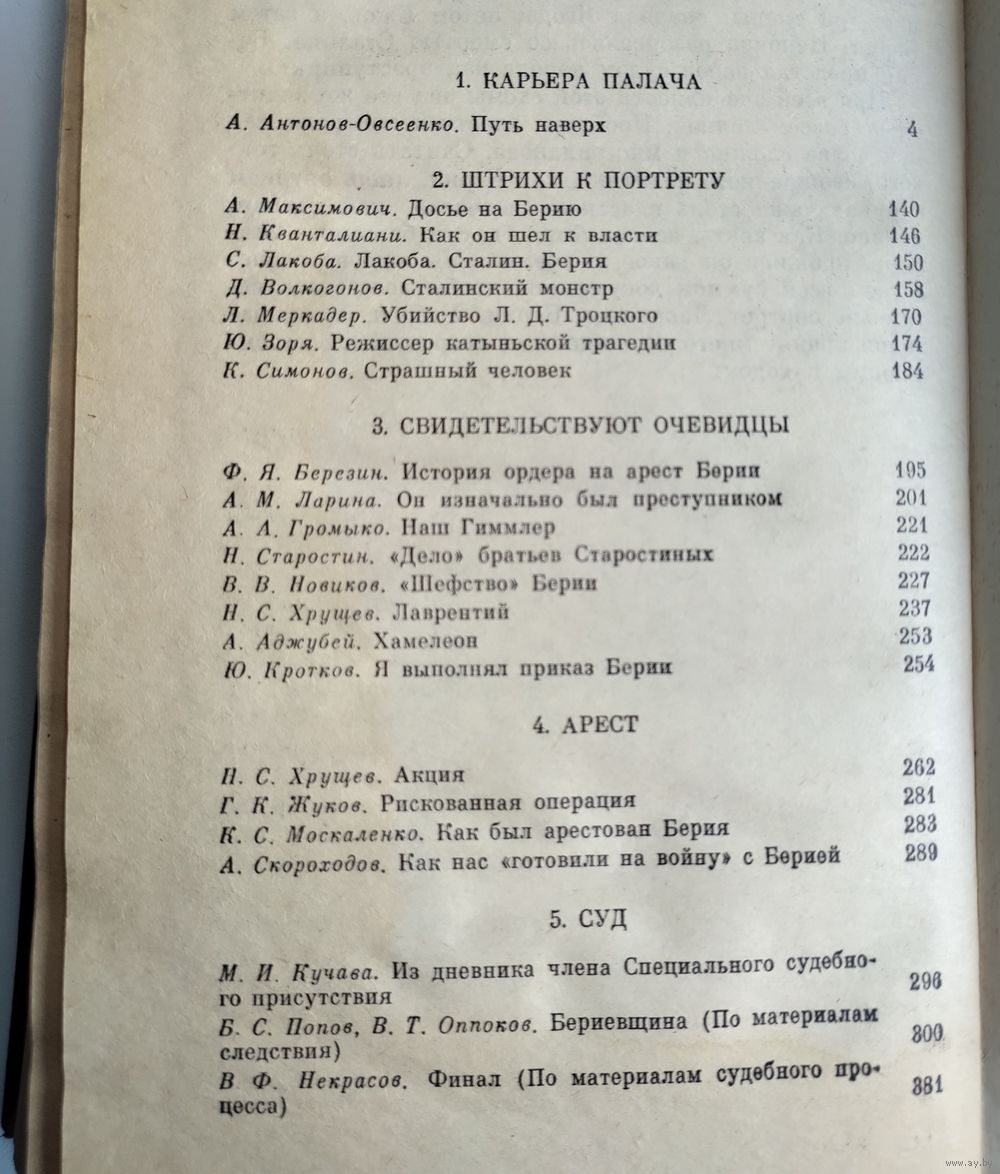 1. КАРЬЕРА ПАЛАЧА
А. Антонов-Овсеенко. Путь наверх 4
2. ШТРИХИ К ПОРТРЕТУ
А. Максимович. Досье на Берию 140
Н. Кванталиани. Как он шел к власти 146
С. Лакоба. Лакоба. Сталин. Берия 150
Д. Волкогонов. Сталинский монстр 158
Л. Меркадер. Убийство Л. Д. Троцкого 170
Ю. Зоря. Режиссер катыньской трагедии 174
К. Симонов. Страшный человек 184
3. СВИДЕТЕЛЬСТВУЮТ ОЧЕВИДЦЫ
Ф. Я. Березин. История ордера на арест Берии 195
А. М. Ларина. Он изначально был преступником 201
А. А. Громыко. Наш Гиммлер 221
Н. Старостин. «Дело» братьев Старостиных 222
В. В. Новиков. «Шефство» Берии 227
Н. С. Хрущев. Лаврентий 237
А. Аджубей. Хамелеон 253
Ю. Кротков. Я выполнял приказ Берии 254
4. АРЕСТ
Н. С. Хрущев. Акция 262
Г. К. Жуков. Рискованная операция 281
К. С. Москаленко. Как был арестован Берия 283
А. Скороходов. Как нас «готовили на войну» с Берией 289
5. СУД
М. И. Кучава. Из дневника члена Специального судебно-
го присутствия 296
Б. С. Попов, В. Т. Оппоков. Бериевщина (По материалам
следствия) 300
В Ф. Некрасов. Финал (По материалам судебного про-
цесса) 381
www.ay.by